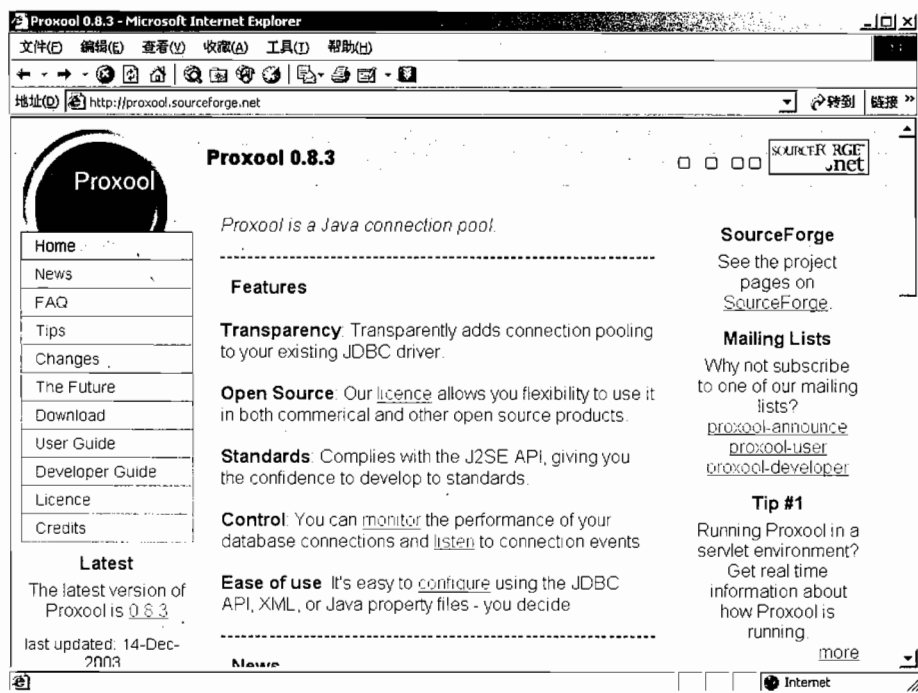 Proxool 0.8.3 - Microsoft Internet Explorer
文件(F) 编辑(E) 查看(V) 收藏(A) 工具(T) 帮助(H)
地址(D) http://proxool.sourceforge.net 转到 链接 »
Proxool
Home
News
FAQ
Tips
Changes
The Future
Download
User Guide
Developer Guide
Licence
Credits
Latest
The latest version of
Proxool is 0.8.3
last updated: 14-Dec-
2003
Proxool 0.8.3
Proxool is a Java connection pool.
Features
Transparency: Transparently adds connection pooling
to your existing JDBC driver.
Open Source: Our licence allows you flexibility to use it
in both commerical and other open source products.
Standards: Complies with the J2SE API, giving you
the confidence to develop to standards.
Control: You can monitor the performance of your
database connections and listen to connection events
Ease of use It's easy to configure using the JDBC
API, XML, or Java property files - you decide
News
SOURCEF RGE
.net
SourceForge
See the project
pages on
SourceForge.
Mailing Lists
Why not subscribe
to one of our mailing
lists?
proxool-announce
proxool-user
proxool-developer
Tip #1
Running Proxool in a
servlet environment?
Get real time
information about
how Proxool is
running.
more
Internet